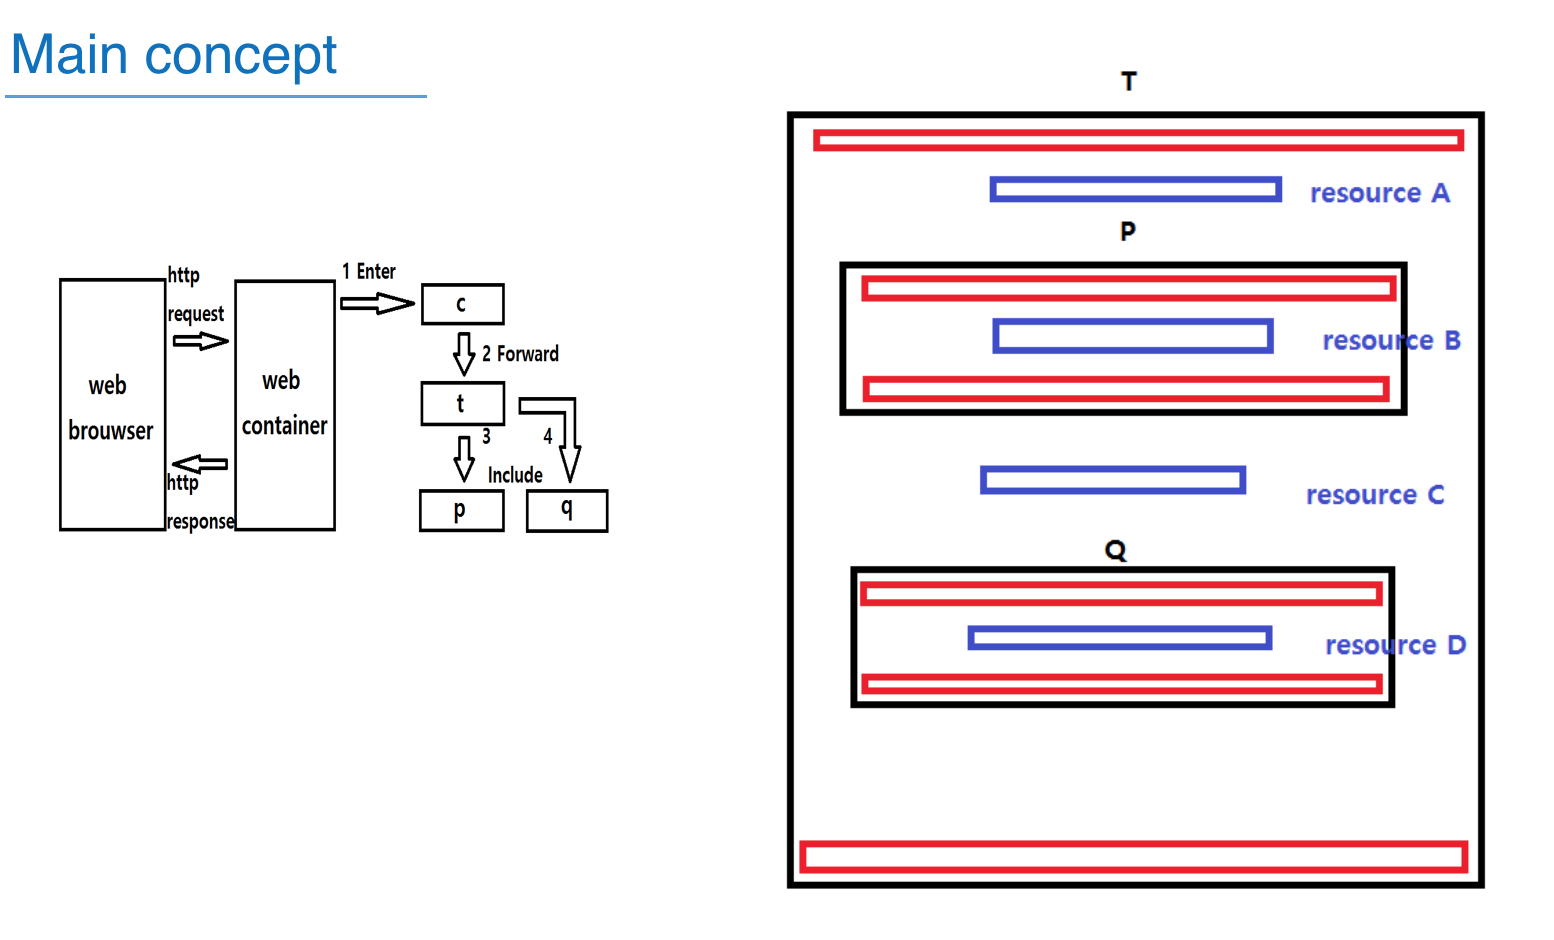 Main concept
http
request
web
brouwser
http
response
web
container
1 Enter
c
2 Forward
t
3
4
Include
p
q
T
resource A
P
resource B
resource C
Q
resource D